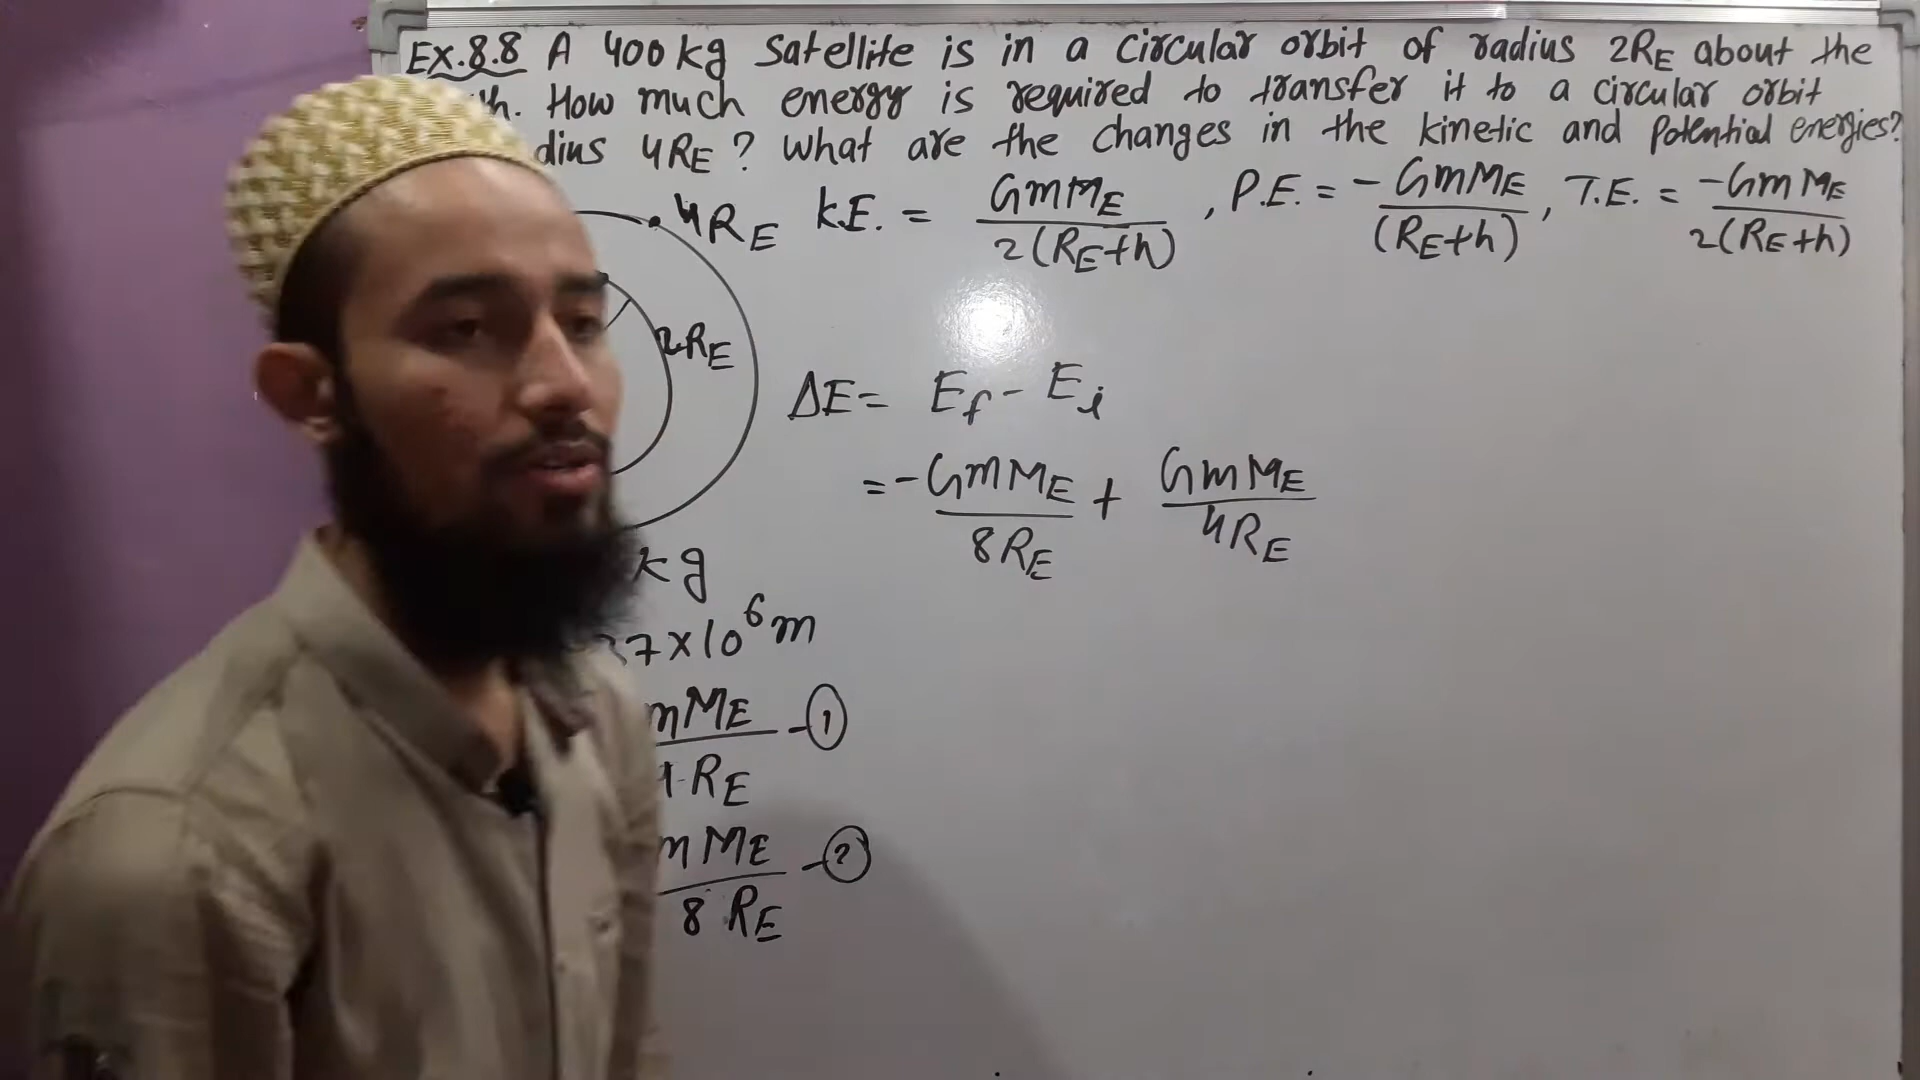 Ex.8.8 A 400 kg Satellite is in a circular orbit of radius 2RE about the
h. How much energy is required to transfer it to a circular orbit
dius 4RE ? What are the changes in the kinetic and Potential energies?
4RE
K.E. = GmME / 2(RE+h) , P.E. = - GmME / (RE+h) , T.E. = -GmME / 2(RE+h)
2RE
ΔE = Ef - Ei
= - GmME / 8RE + GmME / 4RE
kg
37×10^6 m
mME / RE - ①
mME / 8 RE - ②